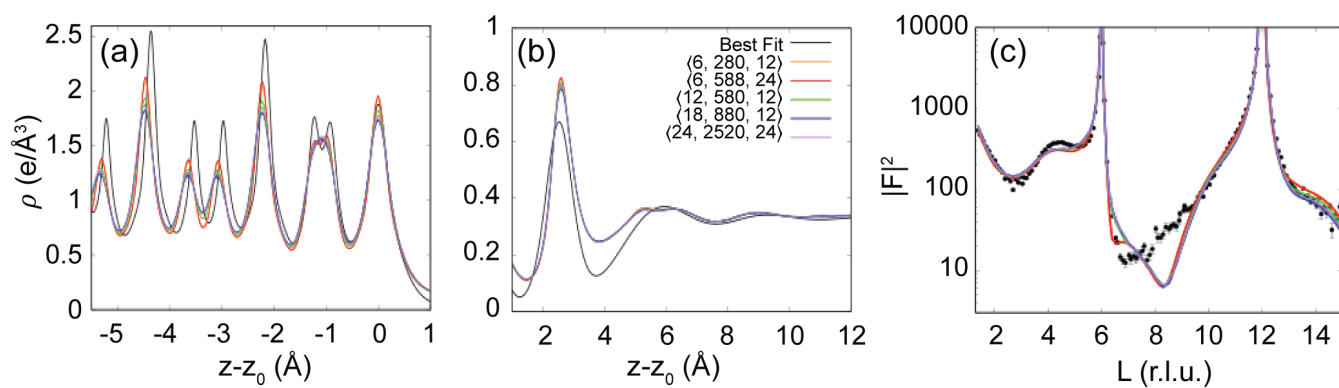 (a)
2.5
2
1.5
1
0.5
0
ρ (e/Å³)
-5 -4 -3 -2 -1 0 1
z-z₀ (Å)
(b)
1
0.8
0.6
0.4
0.2
0
Best Fit
⟨6, 280, 12⟩
⟨6, 588, 24⟩
⟨12, 580, 12⟩
⟨18, 880, 12⟩
⟨24, 2520, 24⟩
2 4 6 8 10 12
z-z₀ (Å)
(c)
10000
1000
100
10
|F|²
2 4 6 8 10 12 14
L (r.l.u.)